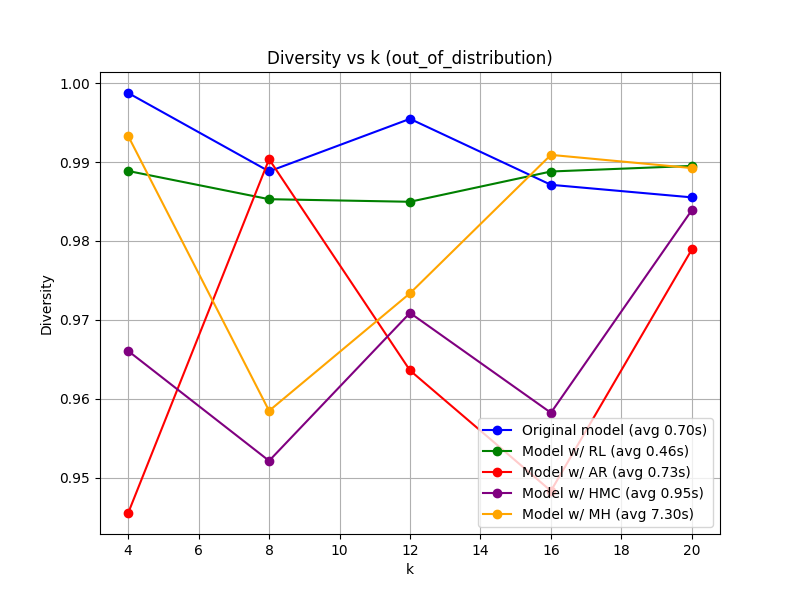 Diversity vs k (out_of_distribution)
1.00
0.99
0.98
0.97
0.96
0.95
Diversity
4 6 8 10 12 14 16 18 20
k
Original model (avg 0.70s)
Model w/ RL (avg 0.46s)
Model w/ AR (avg 0.73s)
Model w/ HMC (avg 0.95s)
Model w/ MH (avg 7.30s)